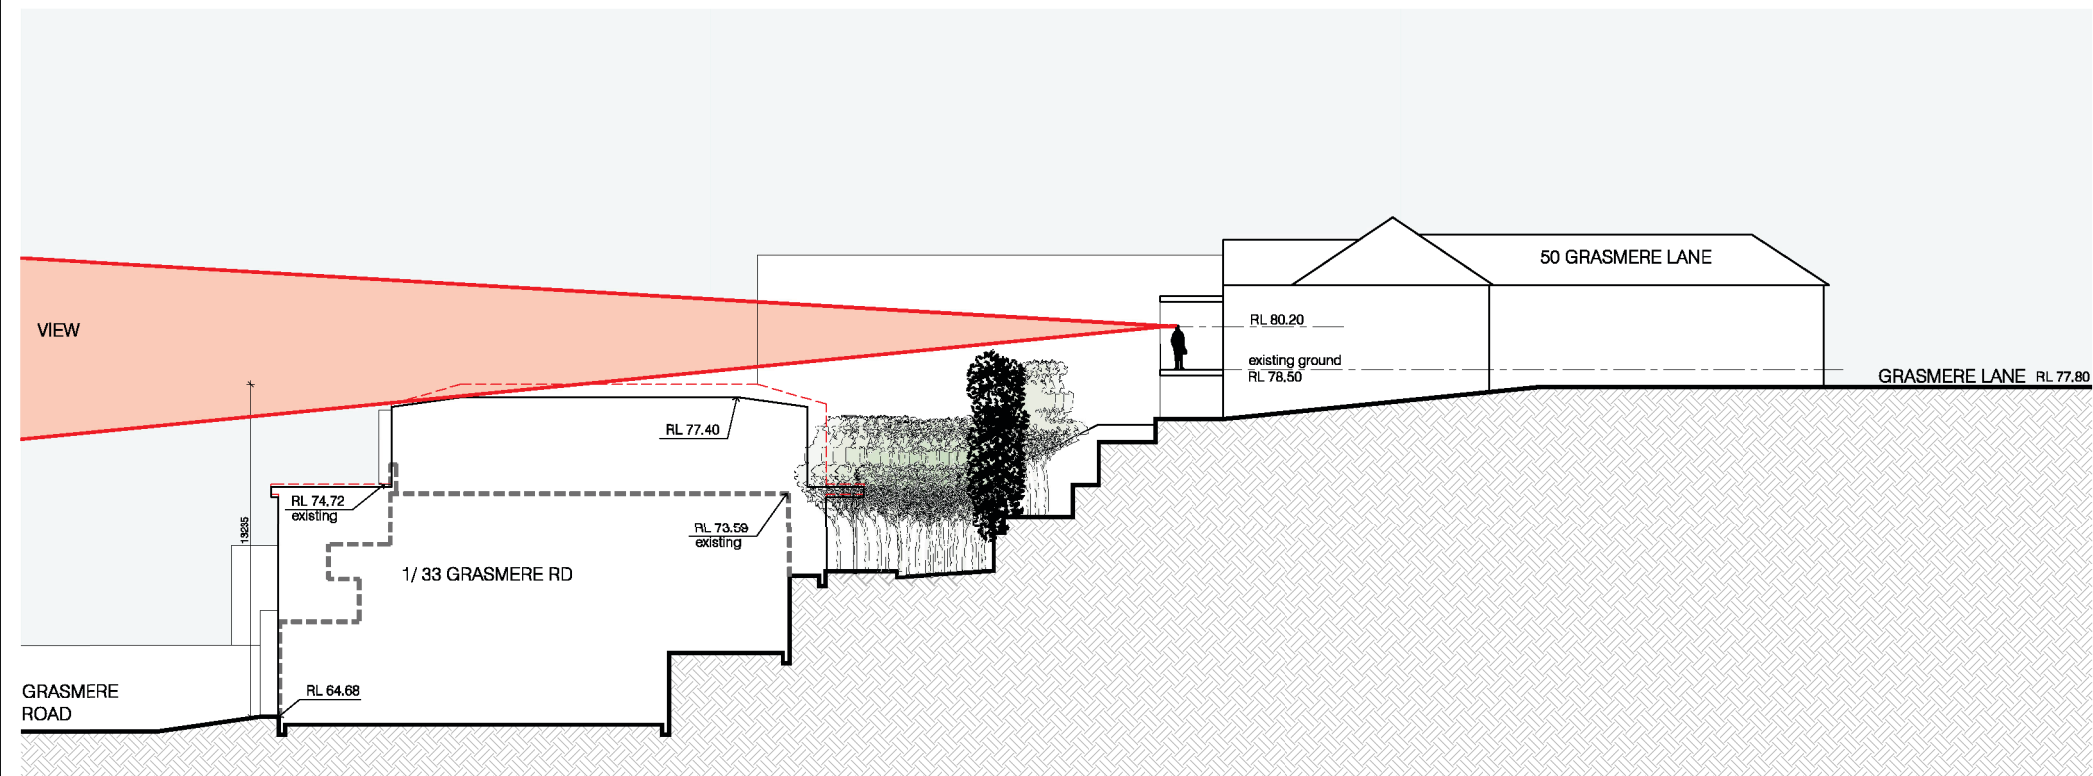 50 GRASMERE LANE
VIEW
RL 80.20
existing ground
RL 78.50
GRASMERE LANE RL 77.80
RL 77.40
RL 74.72
existing
RL 73.59
existing
13235
1/ 33 GRASMERE RD
GRASMERE
ROAD
RL 64.68